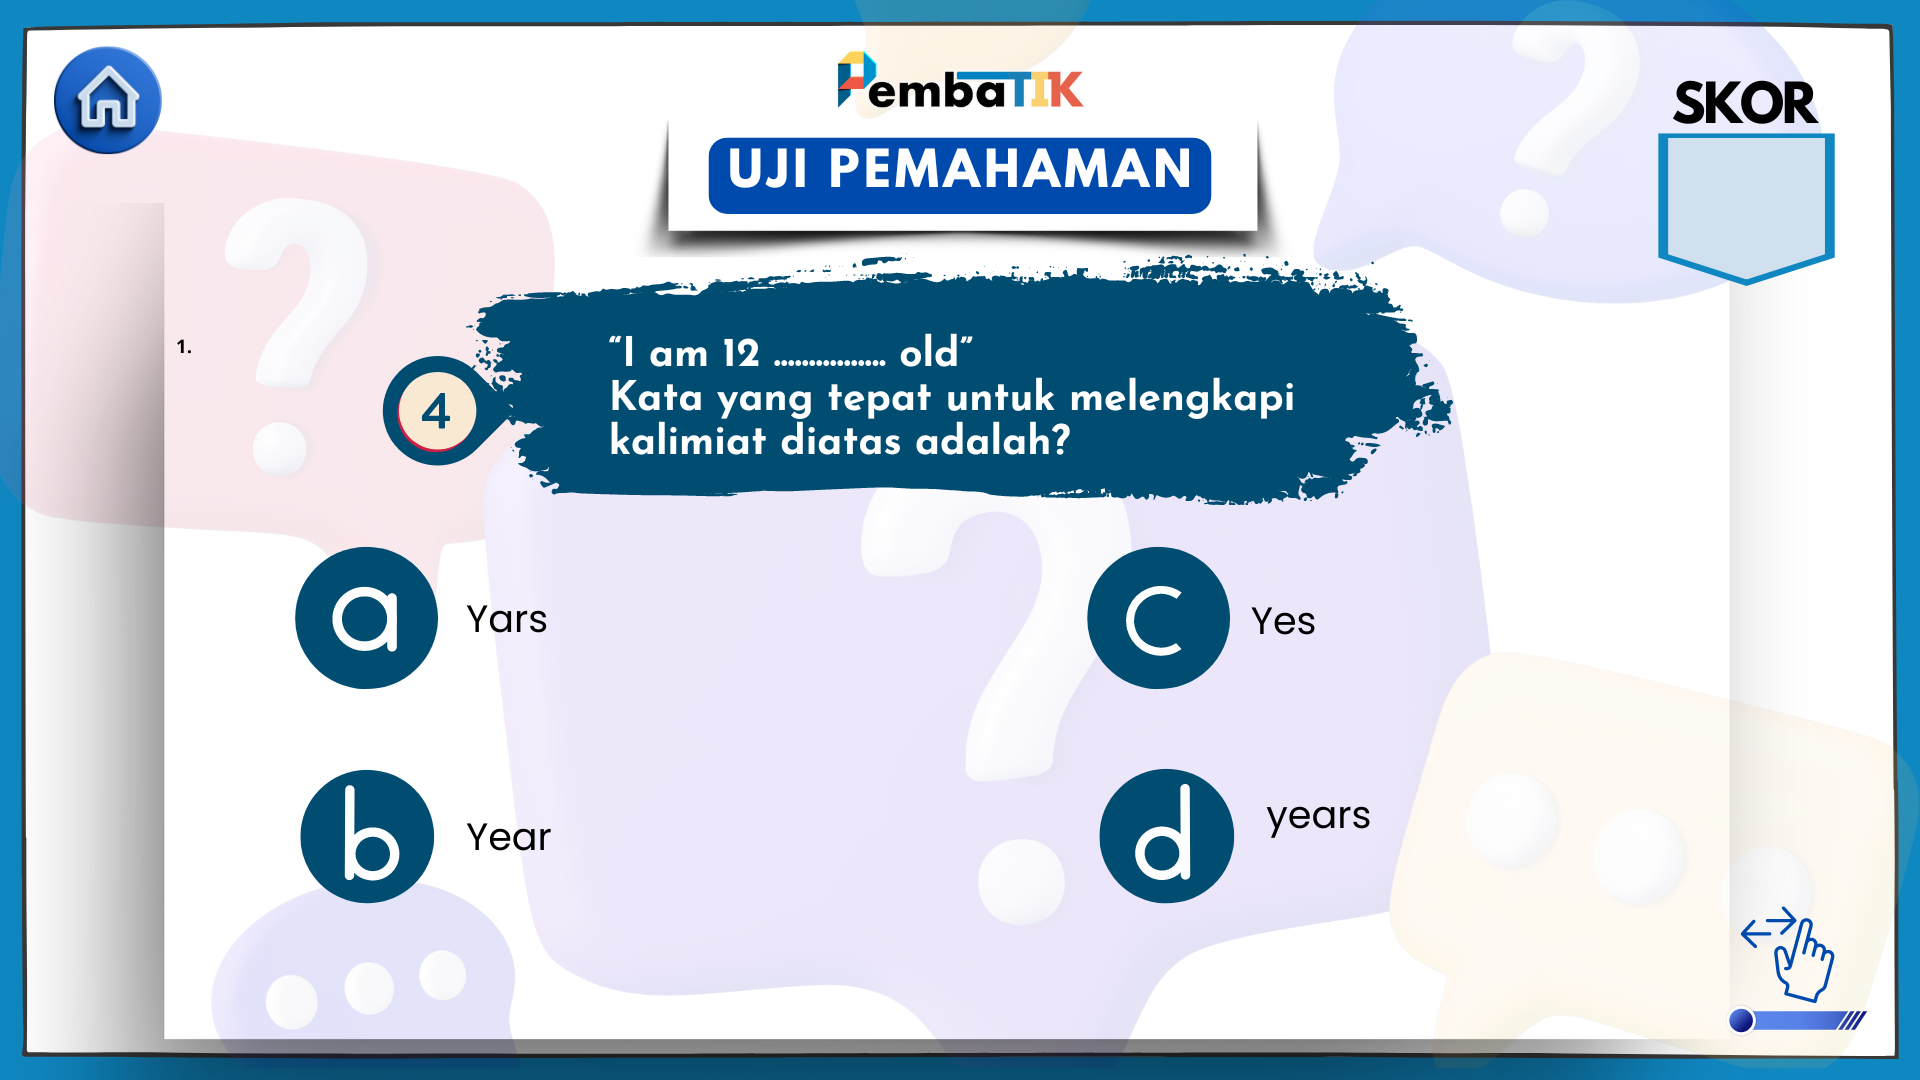 PembaTIK
UJI PEMAHAMAN
SKOR
1.
4
“I am 12 ................ old”
Kata yang tepat untuk melengkapi
kalimiat diatas adalah?
a Yars
c Yes
b Year
d years